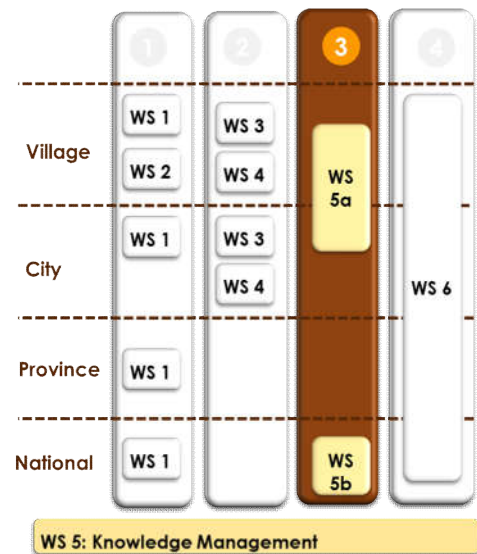 1 2 3 4
Village
WS 1
WS 2
WS 3
WS 4
WS
5a
City
WS 1
WS 3
WS 4
WS 6
Province
WS 1
National
WS 1
WS
5b
WS 5: Knowledge Management